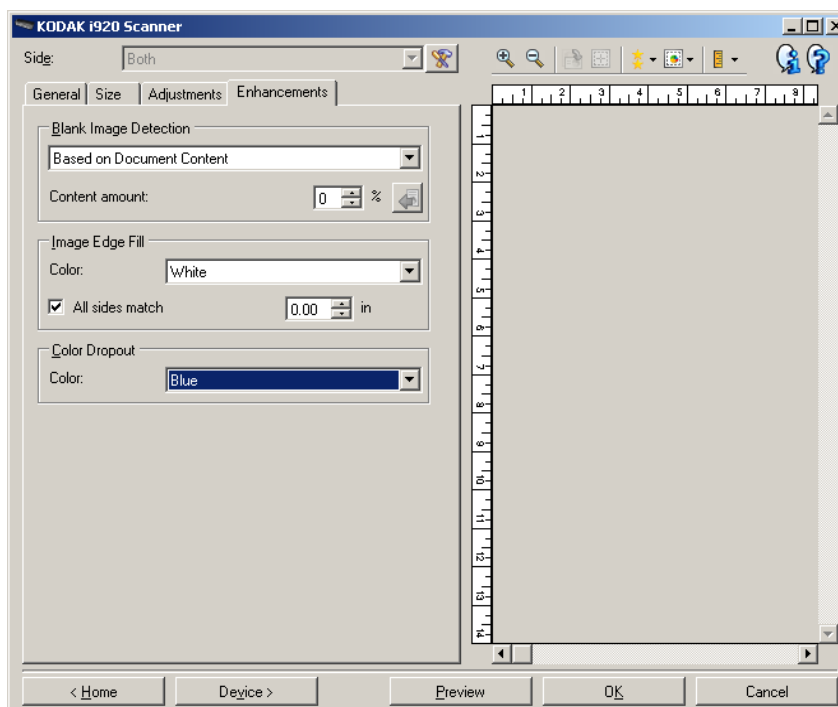 KODAK i920 Scanner
Side: Both
General Size Adjustments Enhancements
Blank Image Detection
Based on Document Content
Content amount: 0 %
Image Edge Fill
Color: White
All sides match 0.00 in
Color Dropout
Color: Blue
1 2 3 4 5 6 7 8
1
2
3
4
5
6
7
8
9
10
11
12
13
14
< Home Device > Preview OK Cancel